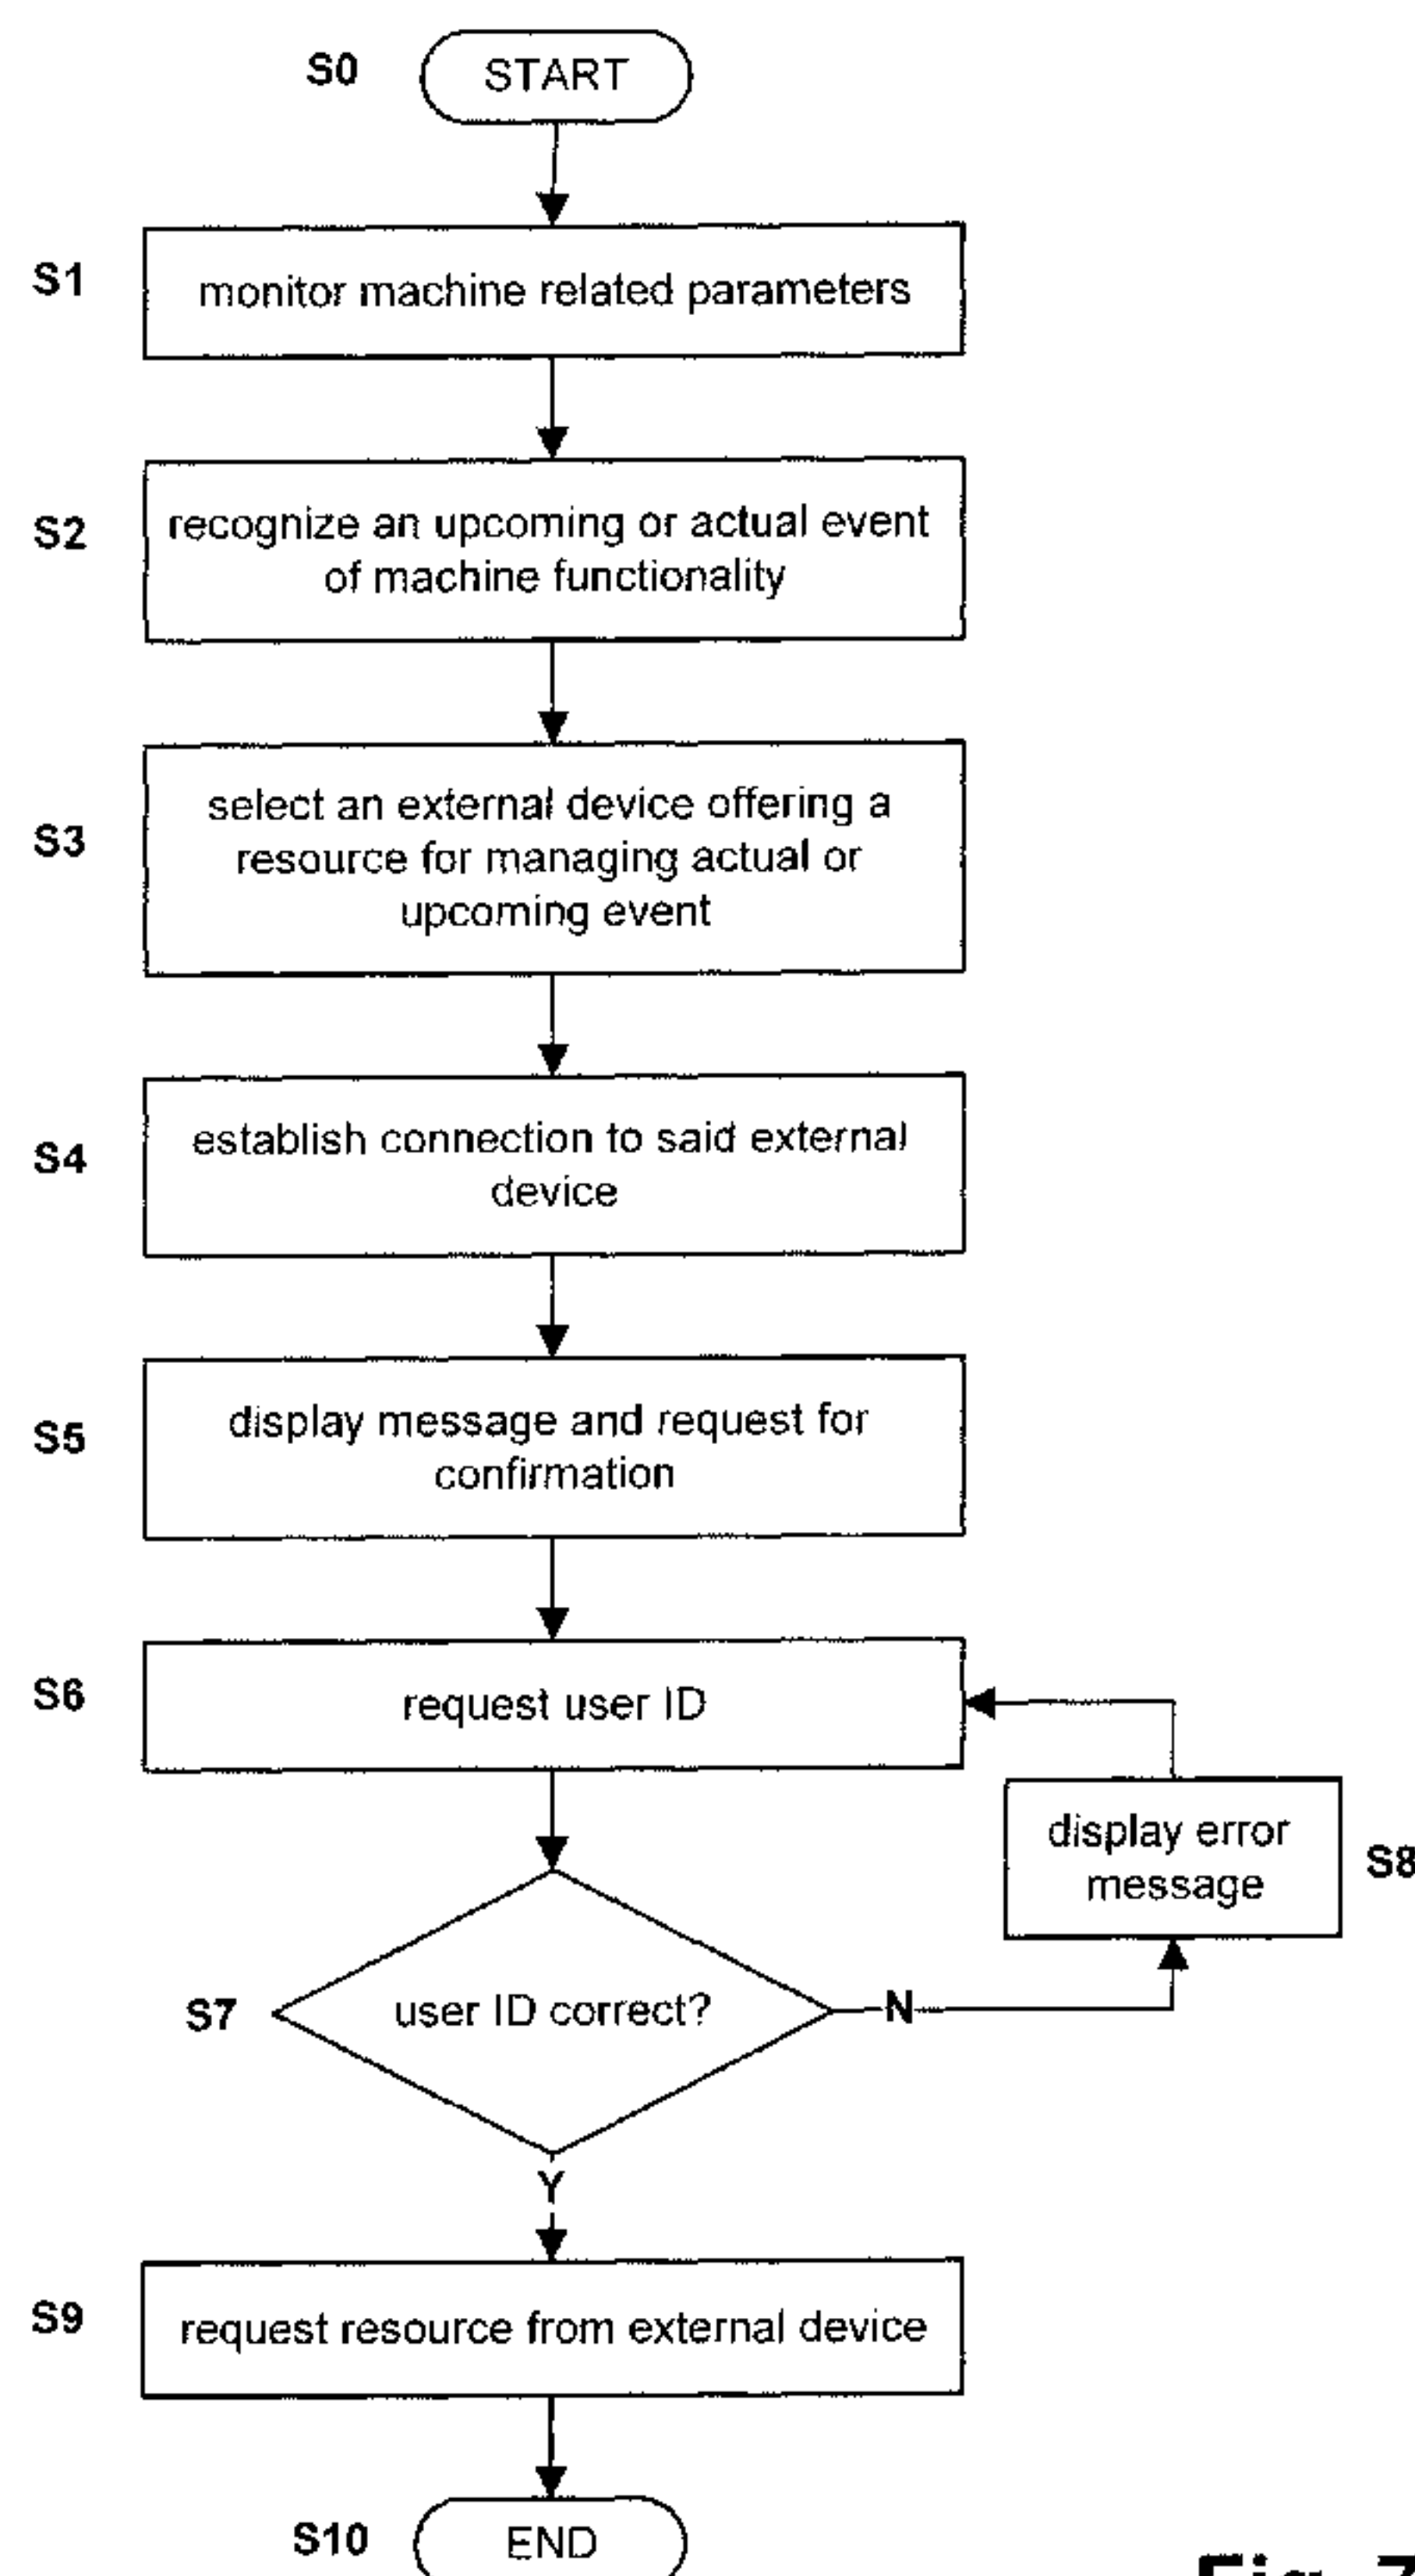 S0 START
S1 monitor machine related parameters
S2 recognize an upcoming or actual event
of machine functionality
S3 select an external device offering a
resource for managing actual or
upcoming event
S4 establish connection to said external
device
S5 display message and request for
confirmation
S6 request user ID
display error
message S8
S7 user ID correct? N
Y
S9 request resource from external device
S10 END
Fig. 7